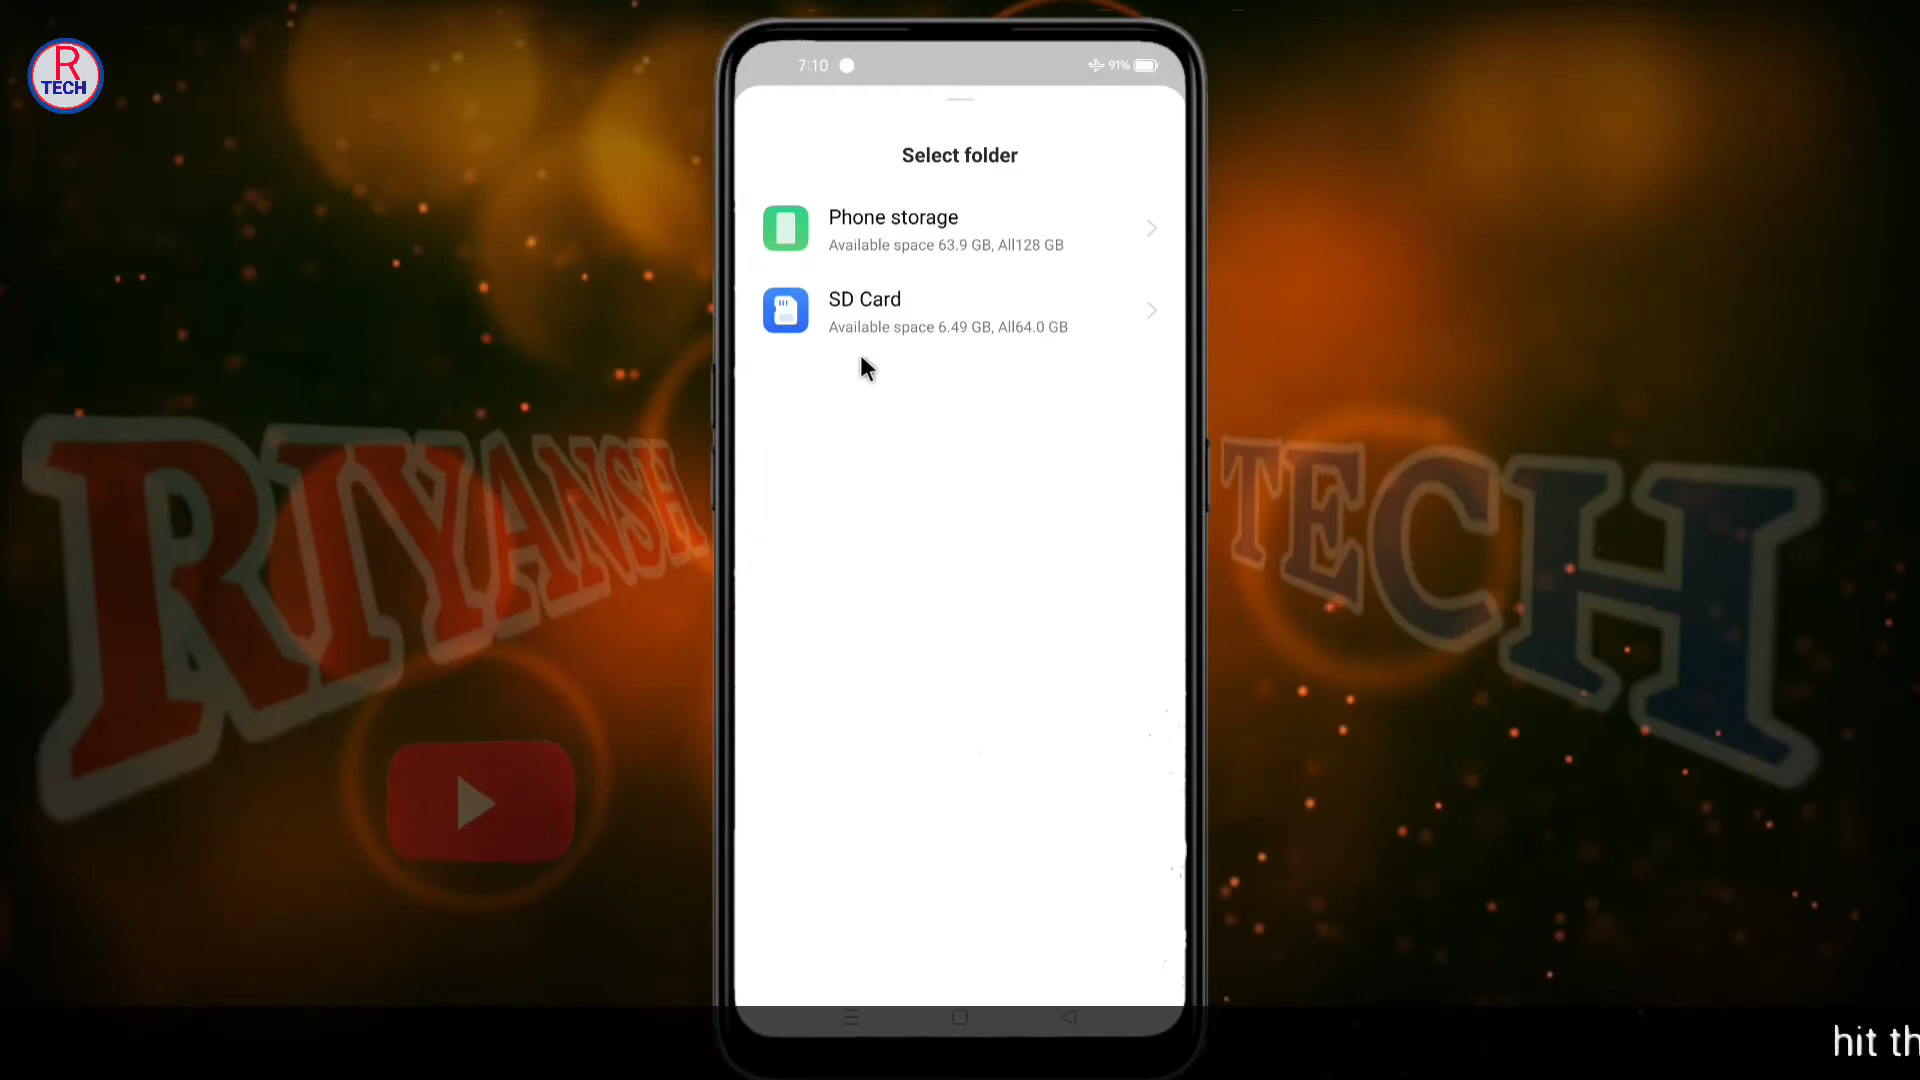 R
TECH
7:10
91%
Select folder
Phone storage
Available space 63.9 GB, All128 GB
SD Card
Available space 6.49 GB, All64.0 GB
RIYANSH TECH
hit th